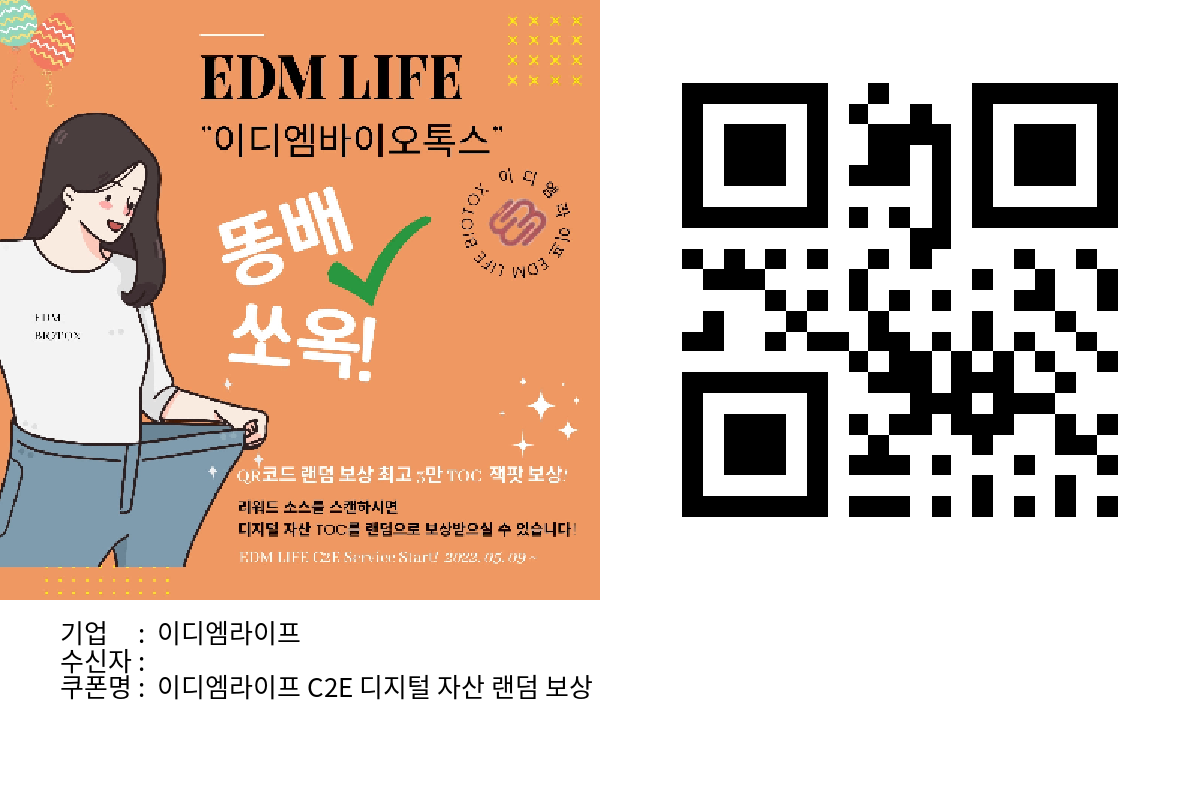 EDM LIFE
"이디엠바이오톡스"
이 디 엠 라 이 프 EDM LIFE BIOTOX
똥배
쏘옥!
EDM
BIOTOX
QR코드 랜덤 보상 최고 5만 TOC 잭팟 보상!
리워드 소스를 스캔하시면
디지털 자산 TOC를 랜덤으로 보상받으실 수 있습니다!
EDM LIFE C2E Service Start! 2022. 05. 09 ~
기업 : 이디엠라이프
수신자 :
쿠폰명 : 이디엠라이프 C2E 디지털 자산 랜덤 보상